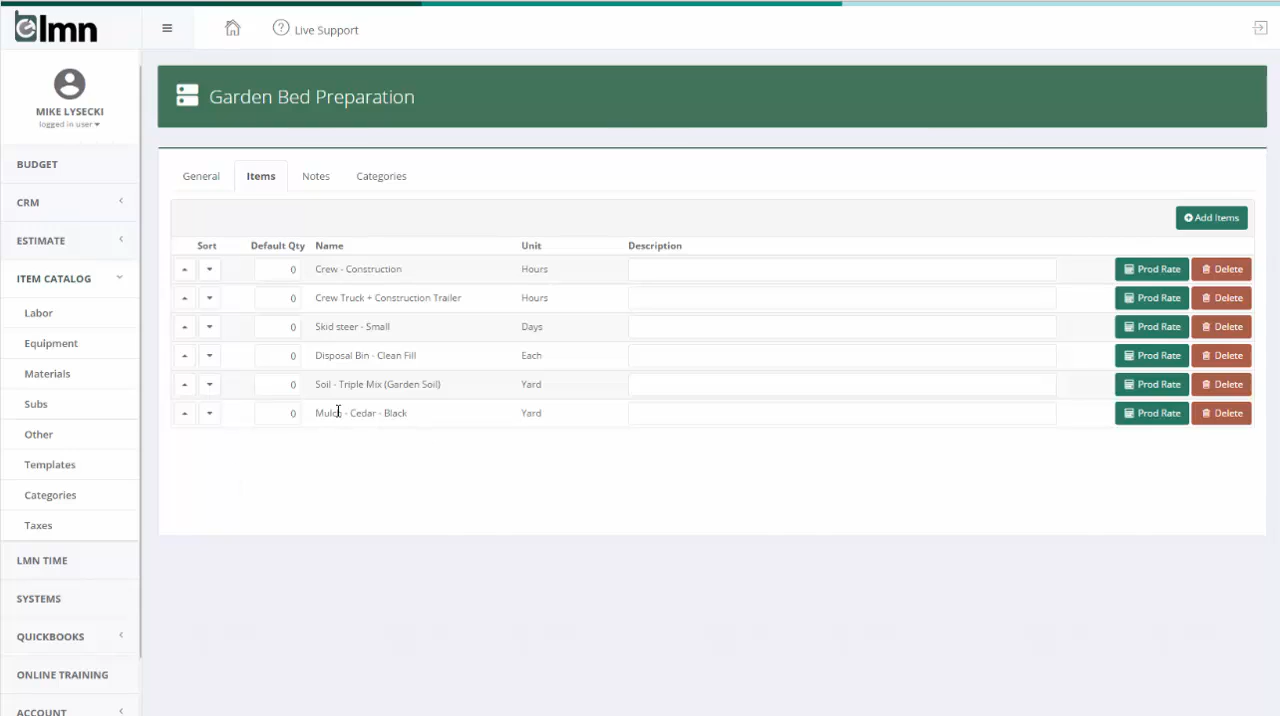 lmn
Live Support
MIKE LYSECKI
logged in user
BUDGET
CRM
ESTIMATE
ITEM CATALOG
Labor
Equipment
Materials
Subs
Other
Templates
Categories
Taxes
LMN TIME
SYSTEMS
QUICKBOOKS
ONLINE TRAINING
ACCOUNT
Garden Bed Preparation
General Items Notes Categories
Add Items
Sort Default Qty Name Unit Description
0 Crew - Construction Hours Prod Rate Delete
0 Crew Truck + Construction Trailer Hours Prod Rate Delete
0 Skid steer - Small Days Prod Rate Delete
0 Disposal Bin - Clean Fill Each Prod Rate Delete
0 Soil - Triple Mix (Garden Soil) Yard Prod Rate Delete
0 Mulch - Cedar - Black Yard Prod Rate Delete